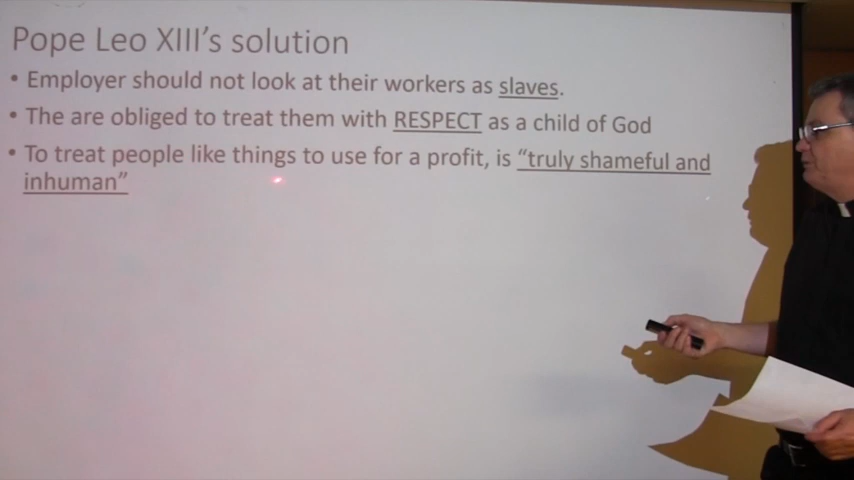 Pope Leo XIII's solution
• Employer should not look at their workers as slaves.
• The are obliged to treat them with RESPECT as a child of God
• To treat people like things to use for a profit, is "truly shameful and
inhuman"